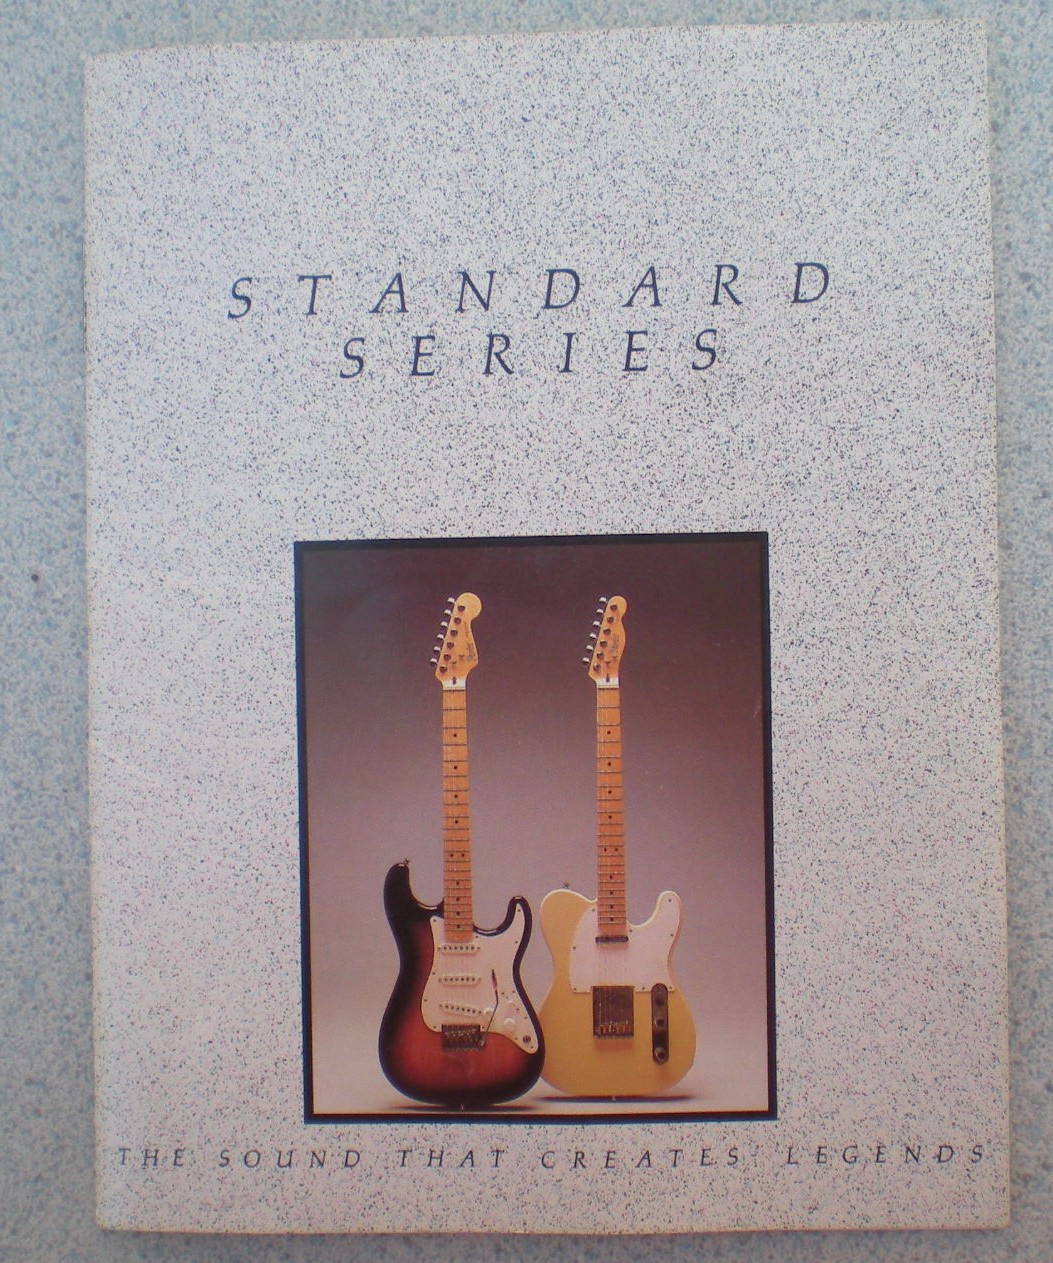 STANDARD
SERIES
THE SOUND THAT CREATES LEGENDS